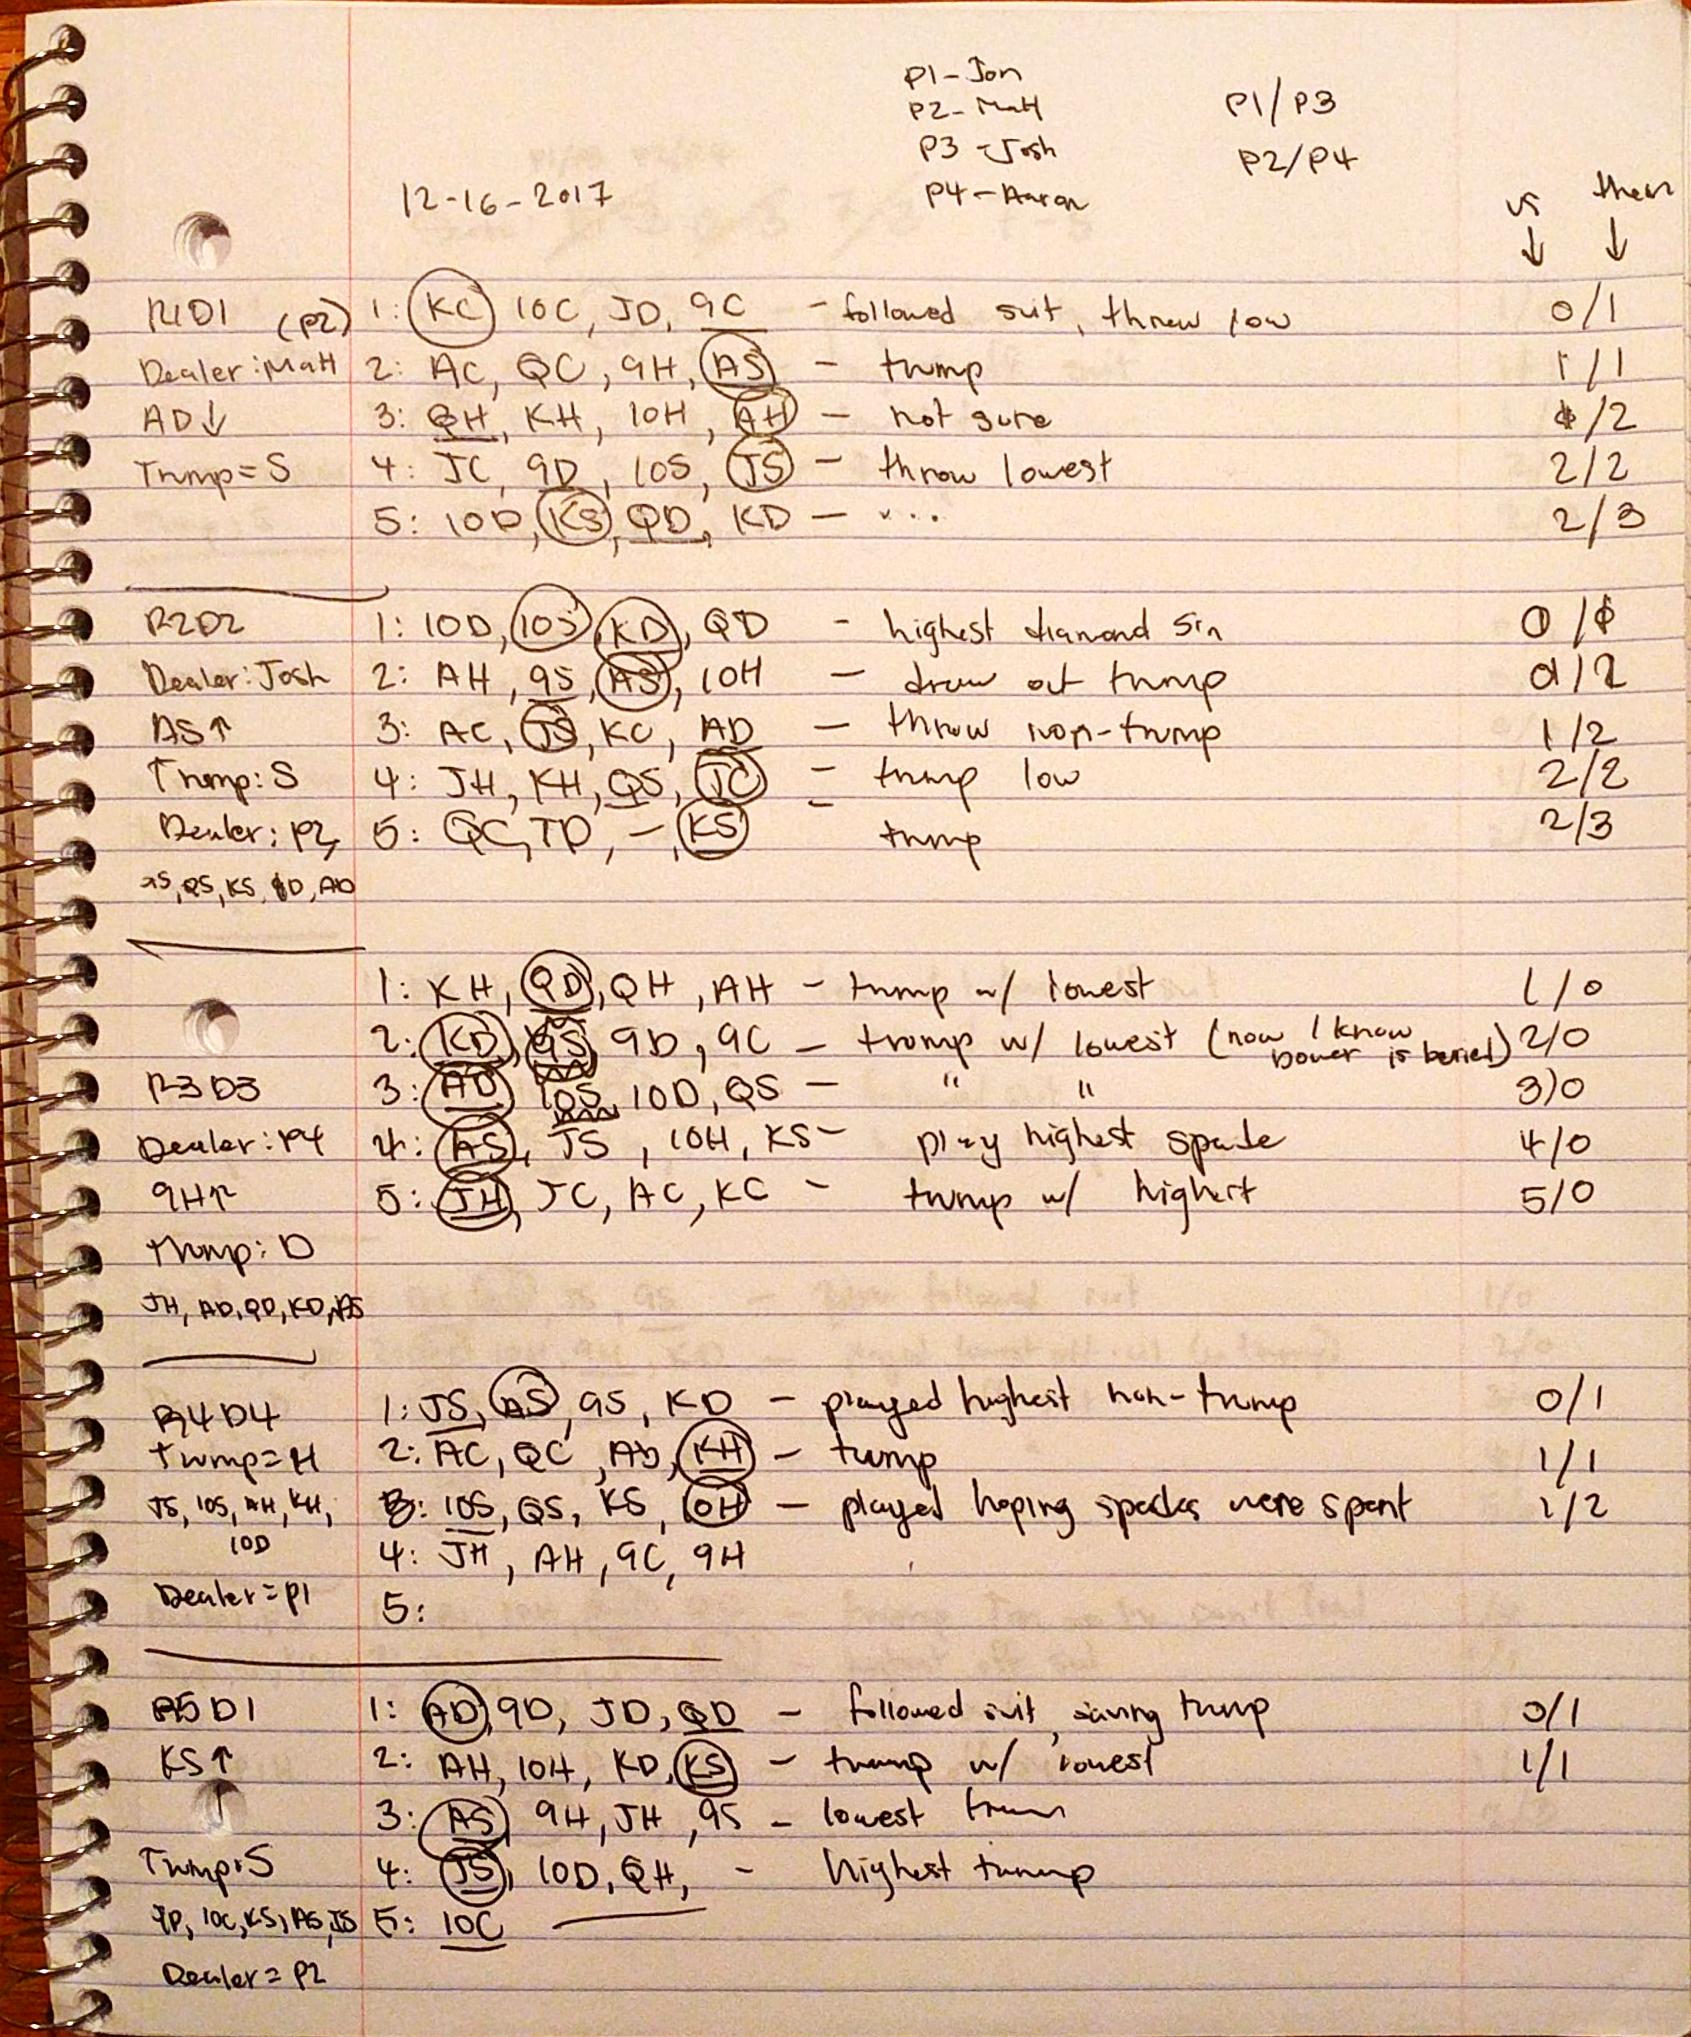 P1-Jon
P2-Matt
P1/P3
P3-Josh
P2/P4
P4-Aaron
12-16-2017
us them
↓ ↓
R1D1 (P2) 1: KC 10C, JD, 9C - followed suit, threw low 0/1
Dealer: Matt 2: AC, QC, 9H, AS - trump 1/1
AD↓ 3: QH, KH, 10H, AH - not sure /2
Trump = S 4: JC, 9D, 10S, JS - throw lowest 2/2
5: 10D, KS, QD, KD - ... 2/3
R2D2 1: 10D, 10S, KD, QD - highest diamond 0/
Dealer: Josh 2: AH, 9S, AS, 10H - draw out trump /2
AS↑ 3: AC, JS, KC, AD - throw non-trump 1/2
Trump: S 4: JH, KH, QS, JC - trump low 2/2
Dealer: P2 5: QC, JD, -, KS trump 2/3
QS, KS, AD
1: KH, QD, QH, AH - trump w/ lowest 1/0
2: KD, 9S, 9D, 9C - trump w/ lowest (now I know bower is buried) 2/0
R3D3 3: AD 10S, 10D, QS - " " 3/0
Dealer: P4 4: AS, JS, 10H, KS - play highest spade 4/0
9H↑ 5: JH, JC, AC, KC - trump w/ highest 5/0
Trump: D
JH, AD, QD, KD, AS
R4D4 1: JS, AS, 9S, KD - played highest non-trump 0/1
Trump = H 2: AC, QC, AD, KH - trump 1/1
JS, 10S, AH, KH, 3: 10S, QS, KS, 10H - played hoping spades were spent 1/2
10D 4: JH, AH, 9C, 9H
Dealer = P1 5:
R5D1 1: AD, 9D, JD, QD - followed suit, saving trump 0/1
KS↑ 2: AH, 10H, KD, KS - trump w/ lowest 1/1
3: AS, 9H, JH, 9S - lowest
Trump: S 4: JS, 10D, QH, - highest trump
10C, KS, AS, JS 5: 10C
Dealer = P2